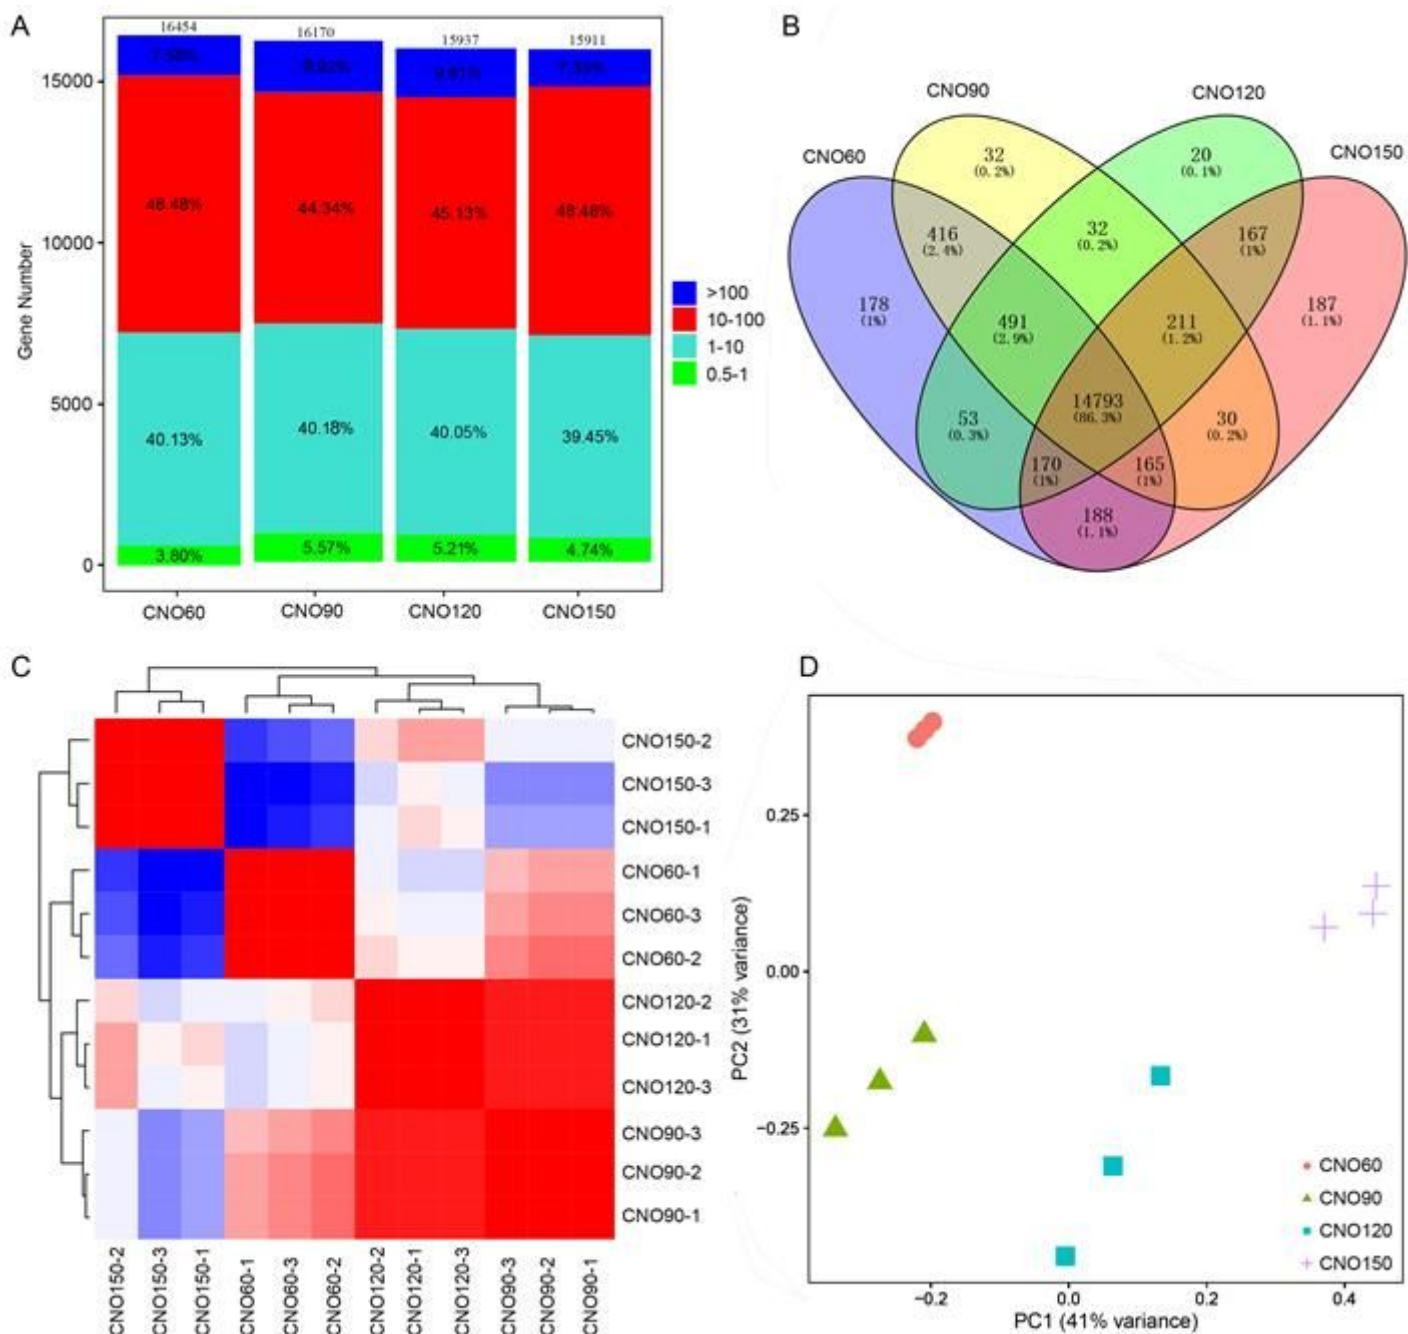 A
16454
16170
15937
15911
15000
10000
5000
0
Gene Number
48.48%
44.34%
45.13%
48.48%
40.13%
40.18%
40.05%
39.45%
3.80%
5.57%
5.21%
4.74%
CNO60
CNO90
CNO120
CNO150
>100
10-100
1-10
0.5-1
B
CNO60
CNO90
CNO120
CNO150
32
(0.2%)
20
(0.1%)
416
(2.4%)
32
(0.2%)
167
(1%)
178
(1%)
491
(2.9%)
211
(1.2%)
187
(1.1%)
14793
(86.3%)
53
(0.3%)
30
(0.2%)
170
(1%)
165
(1%)
188
(1.1%)
C
CNO150-2
CNO150-3
CNO150-1
CNO60-1
CNO60-3
CNO60-2
CNO120-2
CNO120-1
CNO120-3
CNO90-3
CNO90-2
CNO90-1
CNO150-2
CNO150-3
CNO150-1
CNO60-1
CNO60-3
CNO60-2
CNO120-2
CNO120-1
CNO120-3
CNO90-3
CNO90-2
CNO90-1
D
0.25
0.00
−0.25
PC2 (31% variance)
CNO60
CNO90
CNO120
CNO150
−0.2
0.0
0.2
0.4
PC1 (41% variance)